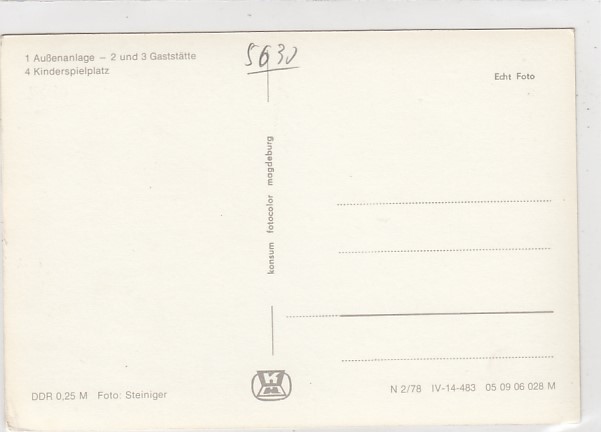 1 Außenanlage – 2 und 3 Gaststätte
4 Kinderspielplatz
5630
Echt Foto
konsum fotocolor magdeburg
DDR 0,25 M Foto: Steiniger
N 2/78 IV-14-483 05 09 06 028 M